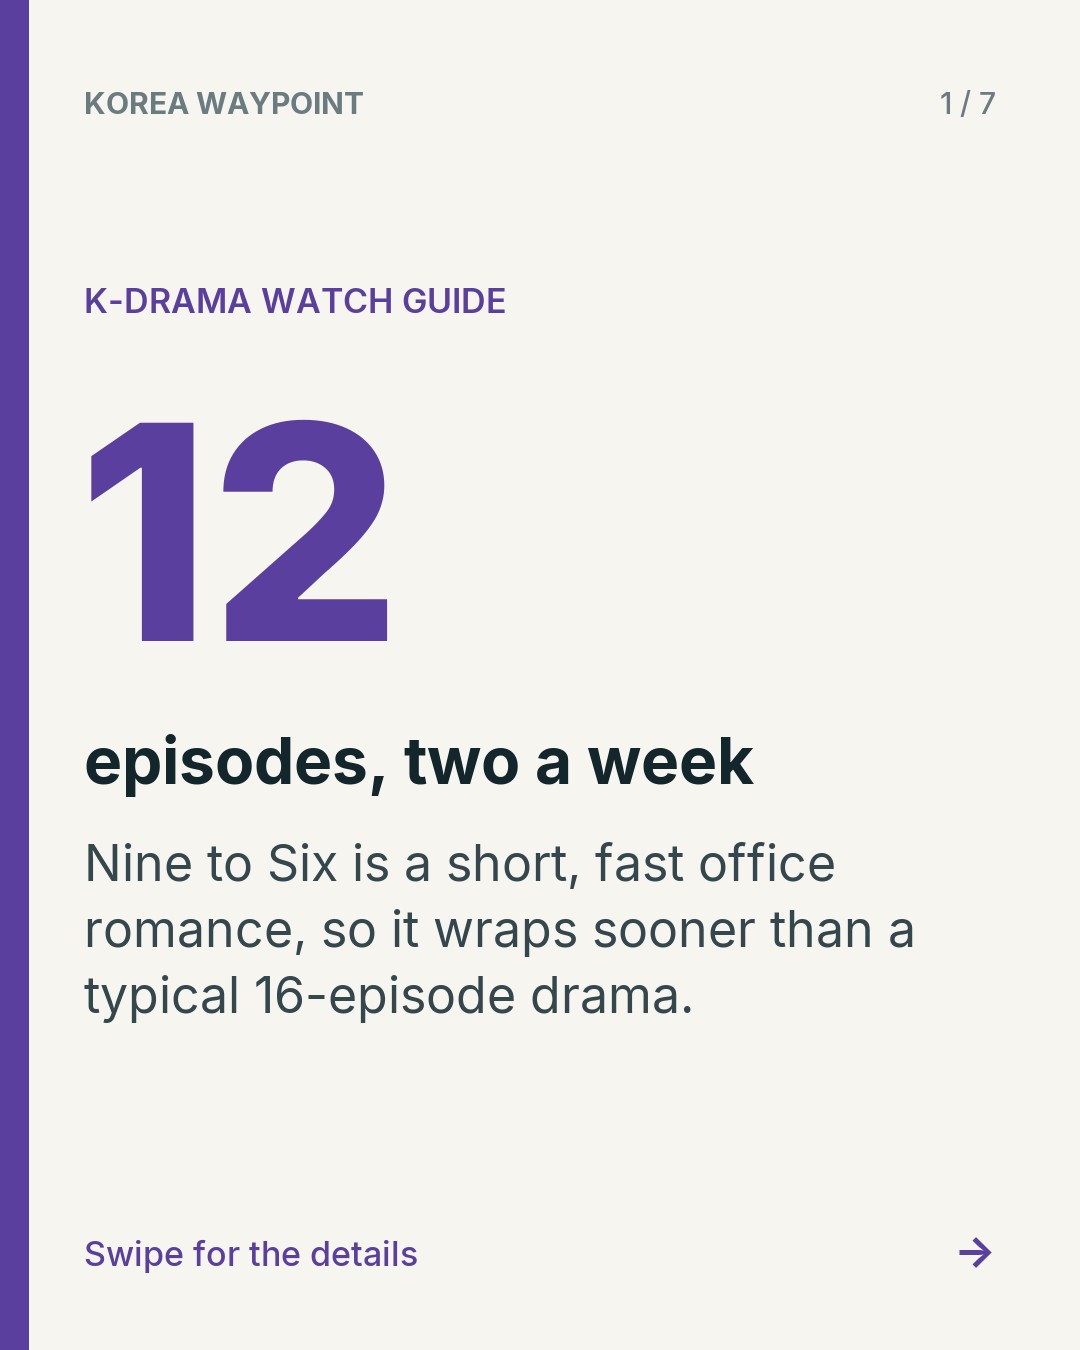 KOREA WAYPOINT
1 / 7
K-DRAMA WATCH GUIDE
12
episodes, two a week
Nine to Six is a short, fast office
romance, so it wraps sooner than a
typical 16-episode drama.
Swipe for the details →